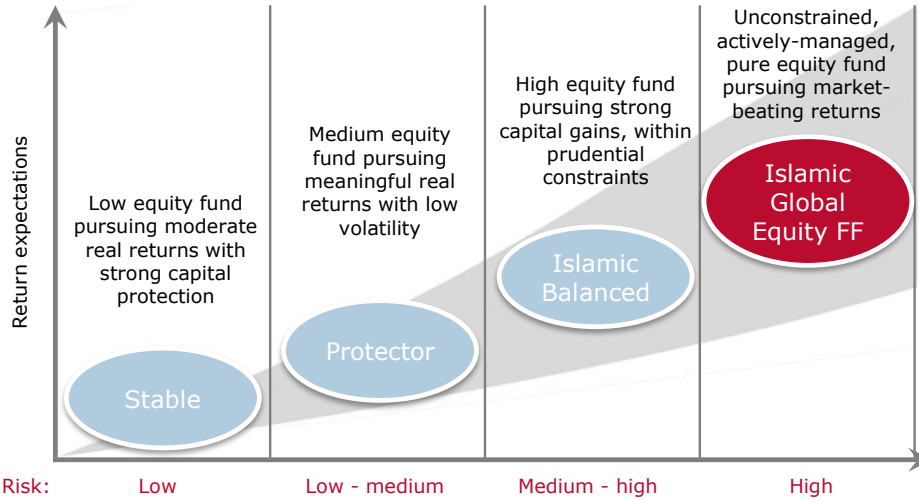 Return expectations
Low equity fund
pursuing moderate
real returns with
strong capital
protection
Stable
Medium equity
fund pursuing
meaningful real
returns with low
volatility
Protector
High equity fund
pursuing strong
capital gains, within
prudential
constraints
Islamic
Balanced
Unconstrained,
actively-managed,
pure equity fund
pursuing market-
beating returns
Islamic
Global
Equity FF
Risk: Low Low - medium Medium - high High